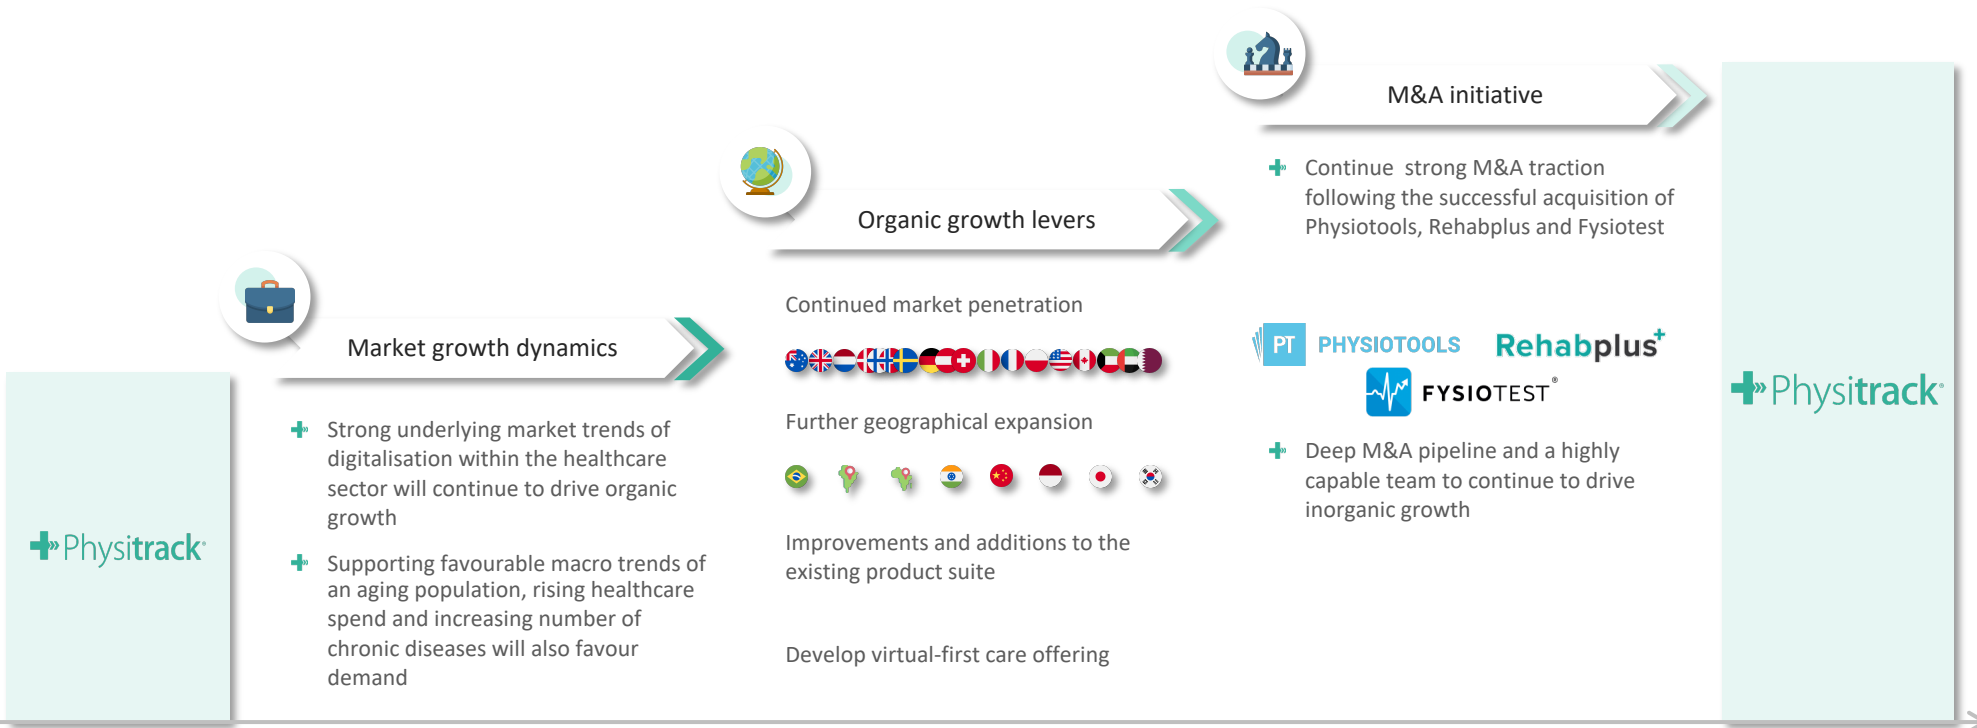 Physitrack
Market growth dynamics
Strong underlying market trends of
digitalisation within the healthcare
sector will continue to drive organic
growth
Supporting favourable macro trends of
an aging population, rising healthcare
spend and increasing number of
chronic diseases will also favour
demand
Organic growth levers
Continued market penetration
Further geographical expansion
Improvements and additions to the
existing product suite
Develop virtual-first care offering
M&A initiative
Continue strong M&A traction
following the successful acquisition of
Physiotools, Rehabplus and Fysiotest
PT PHYSIOTOOLS
Rehabplus+
FYSIOTEST®
Deep M&A pipeline and a highly
capable team to continue to drive
inorganic growth
Physitrack